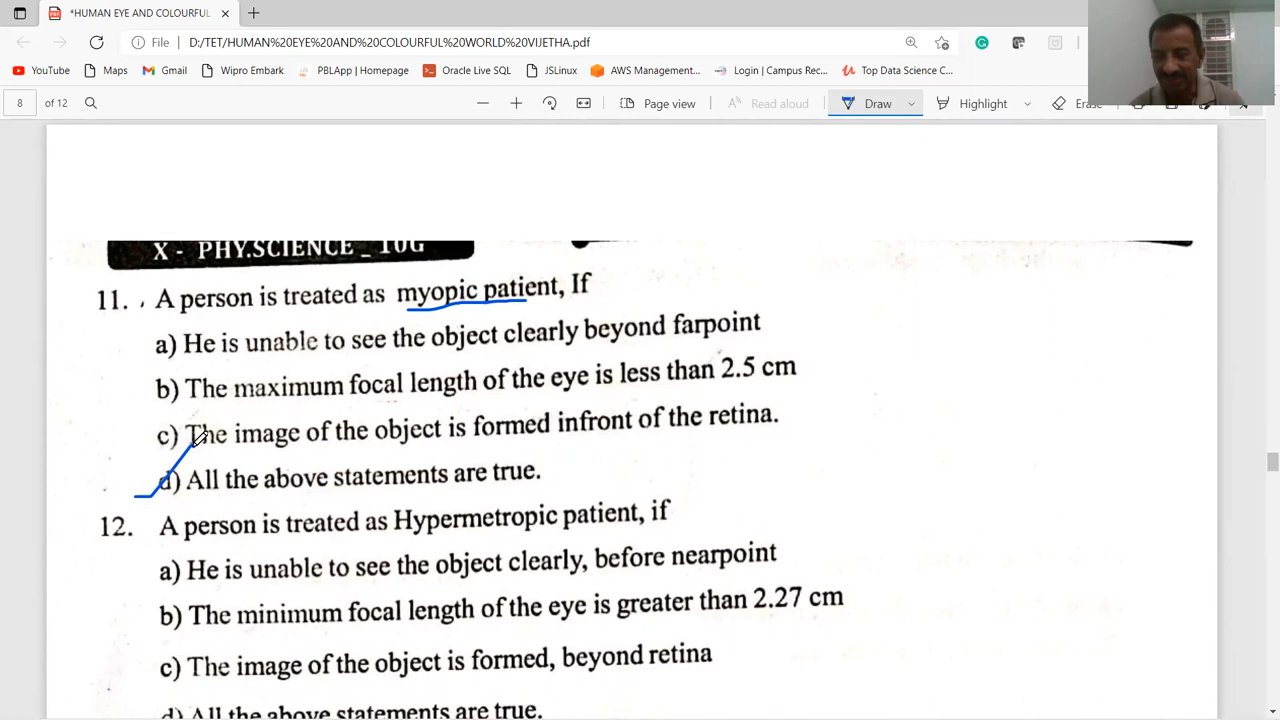 *HUMAN EYE AND COLOURFUL
File D:/TET/HUMAN%20EYE%20AND%20COLOURFUL%20WORLD/IJETHA.pdf
YouTube Maps Gmail Wipro Embark PBLApp | Homepage Oracle Live SQL JSLinux AWS Management... Login | Campus Rec... Top Data Science C...
8 of 12 Page view Read aloud Draw Highlight Erase
X - PHY.SCIENCE _ 10G
11. A person is treated as myopic patient, If
a) He is unable to see the object clearly beyond farpoint
b) The maximum focal length of the eye is less than 2.5 cm
c) The image of the object is formed infront of the retina.
d) All the above statements are true.
12. A person is treated as Hypermetropic patient, if
a) He is unable to see the object clearly, before nearpoint
b) The minimum focal length of the eye is greater than 2.27 cm
c) The image of the object is formed, beyond retina
d) All the above statements are true.